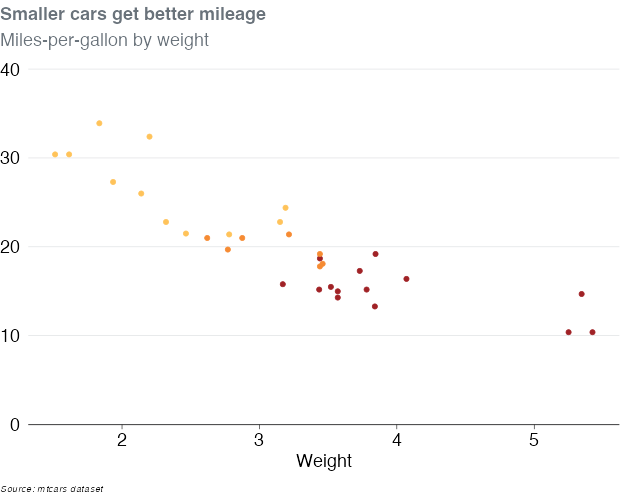 Smaller cars get better mileage
Miles-per-gallon by weight
40
30
20
10
0
2 3 4 5
Weight
Source: mtcars dataset